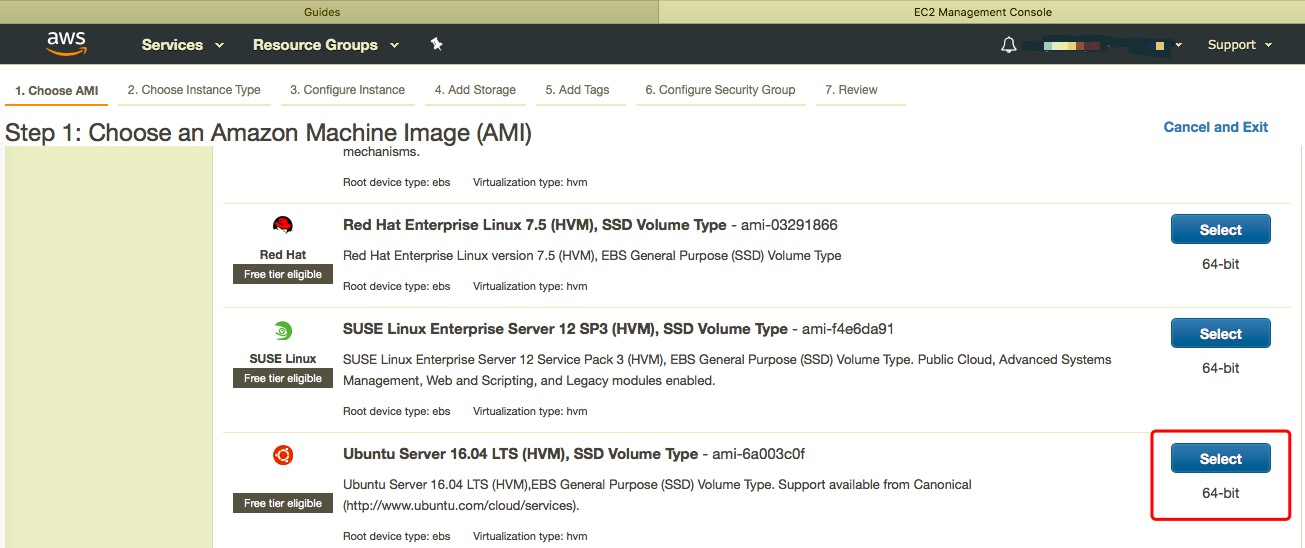 Guides EC2 Management Console
aws Services Resource Groups Support
1. Choose AMI 2. Choose Instance Type 3. Configure Instance 4. Add Storage 5. Add Tags 6. Configure Security Group 7. Review
Step 1: Choose an Amazon Machine Image (AMI) Cancel and Exit
mechanisms.
Root device type: ebs Virtualization type: hvm
Red Hat Enterprise Linux 7.5 (HVM), SSD Volume Type - ami-03291866
Select
Red Hat
Red Hat Enterprise Linux version 7.5 (HVM), EBS General Purpose (SSD) Volume Type
64-bit
Free tier eligible
Root device type: ebs Virtualization type: hvm
SUSE Linux Enterprise Server 12 SP3 (HVM), SSD Volume Type - ami-f4e6da91
Select
SUSE Linux
SUSE Linux Enterprise Server 12 Service Pack 3 (HVM), EBS General Purpose (SSD) Volume Type. Public Cloud, Advanced Systems
64-bit
Free tier eligible
Management, Web and Scripting, and Legacy modules enabled.
Root device type: ebs Virtualization type: hvm
Ubuntu Server 16.04 LTS (HVM), SSD Volume Type - ami-6a003c0f
Select
Ubuntu Server 16.04 LTS (HVM),EBS General Purpose (SSD) Volume Type. Support available from Canonical
64-bit
Free tier eligible
(http://www.ubuntu.com/cloud/services).
Root device type: ebs Virtualization type: hvm